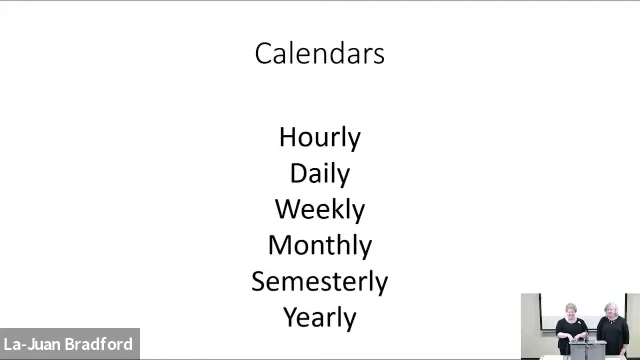 Calendars
Hourly
Daily
Weekly
Monthly
Semesterly
Yearly
La-Juan Bradford